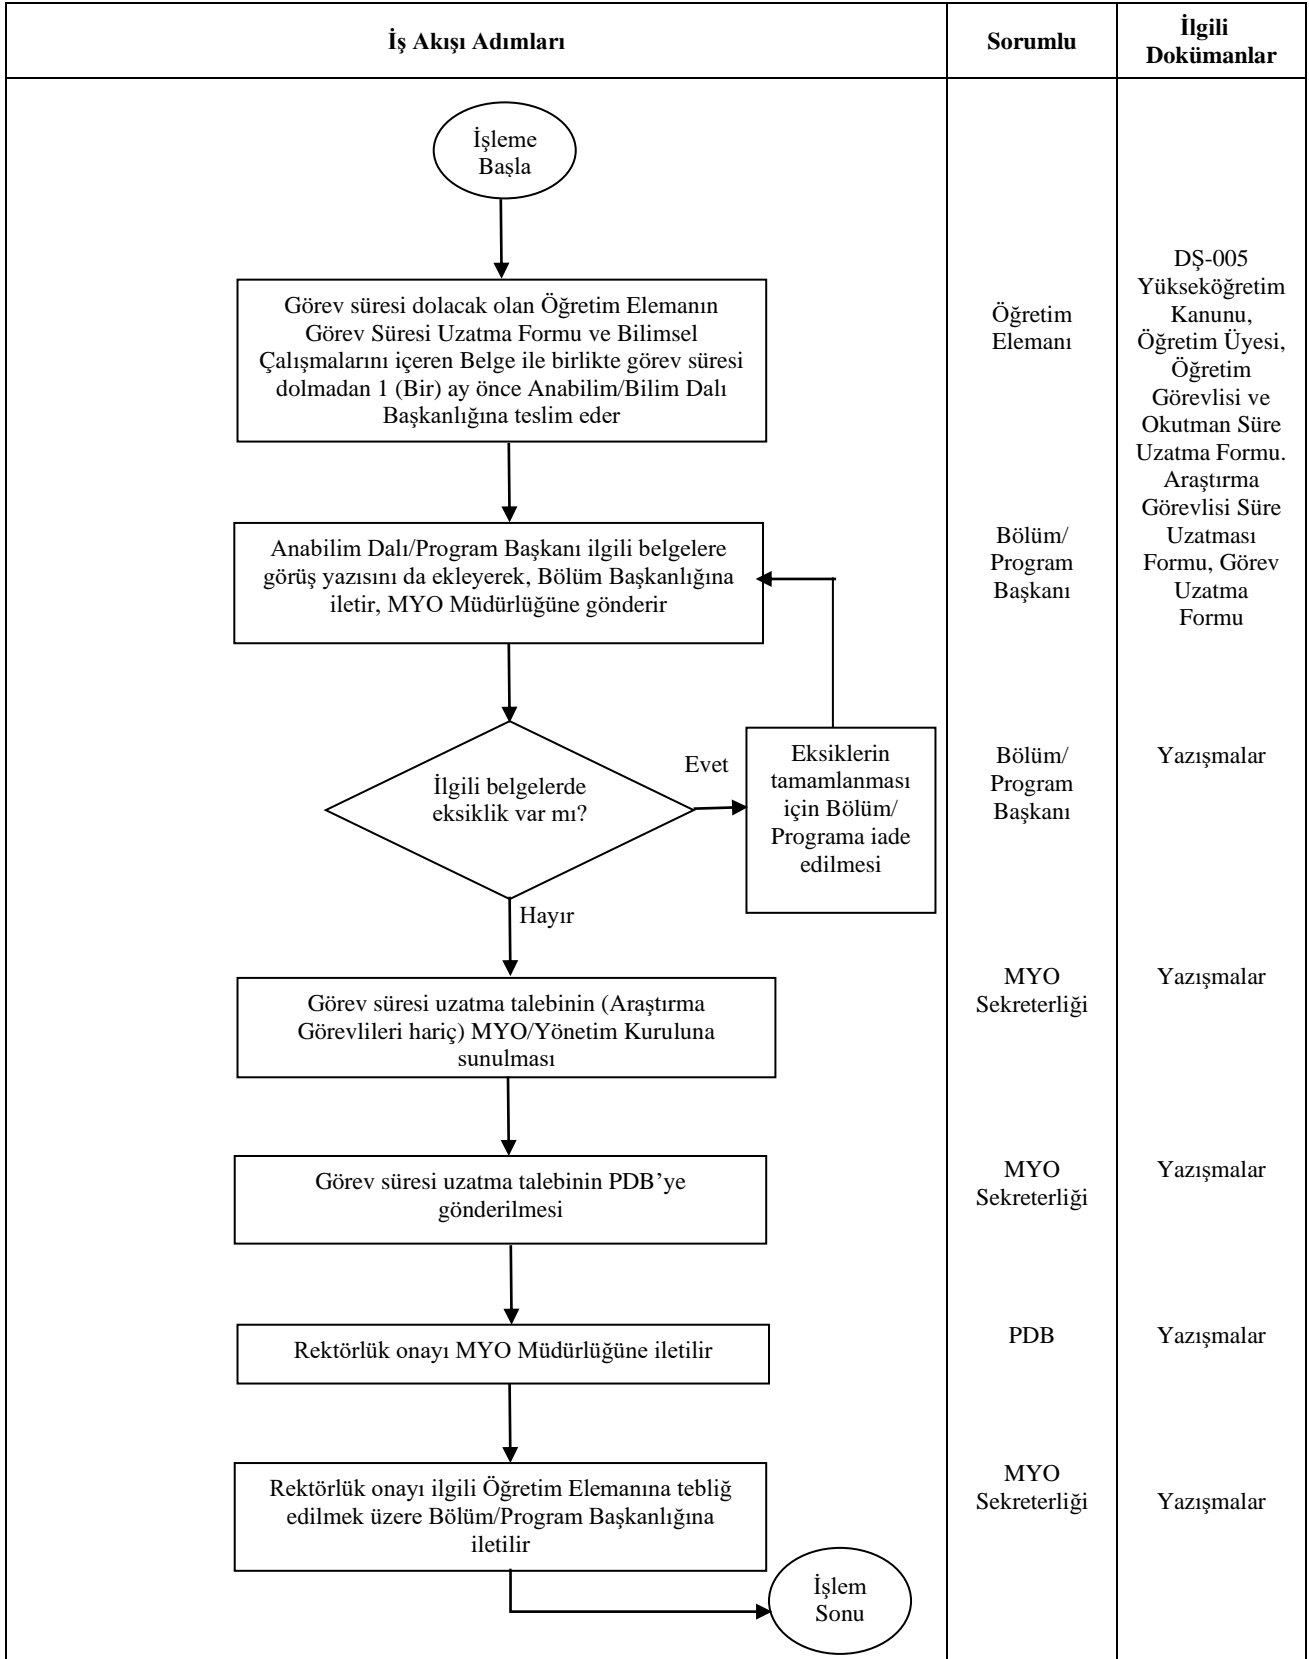 İş Akışı Adımları
Sorumlu
İlgili
Dokümanlar
İşleme
Başla
Görev süresi dolacak olan Öğretim Elemanın
Görev Süresi Uzatma Formu ve Bilimsel
Çalışmalarını içeren Belge ile birlikte görev süresi
dolmadan 1 (Bir) ay önce Anabilim/Bilim Dalı
Başkanlığına teslim eder
Öğretim
Elemanı
DŞ-005
Yükseköğretim
Kanunu,
Öğretim Üyesi,
Öğretim
Görevlisi ve
Okutman Süre
Uzatma Formu.
Araştırma
Görevlisi Süre
Uzatması
Formu, Görev
Uzatma
Formu
Anabilim Dalı/Program Başkanı ilgili belgelere
görüş yazısını da ekleyerek, Bölüm Başkanlığına
iletir, MYO Müdürlüğüne gönderir
Bölüm/
Program
Başkanı
İlgili belgelerde
eksiklik var mı?
Evet
Eksiklerin
tamamlanması
için Bölüm/
Programa iade
edilmesi
Bölüm/
Program
Başkanı
Yazışmalar
Hayır
Görev süresi uzatma talebinin (Araştırma
Görevlileri hariç) MYO/Yönetim Kuruluna
sunulması
MYO
Sekreterliği
Yazışmalar
Görev süresi uzatma talebinin PDB’ye
gönderilmesi
MYO
Sekreterliği
Yazışmalar
Rektörlük onayı MYO Müdürlüğüne iletilir
PDB
Yazışmalar
Rektörlük onayı ilgili Öğretim Elemanına tebliğ
edilmek üzere Bölüm/Program Başkanlığına
iletilir
MYO
Sekreterliği
Yazışmalar
İşlem
Sonu